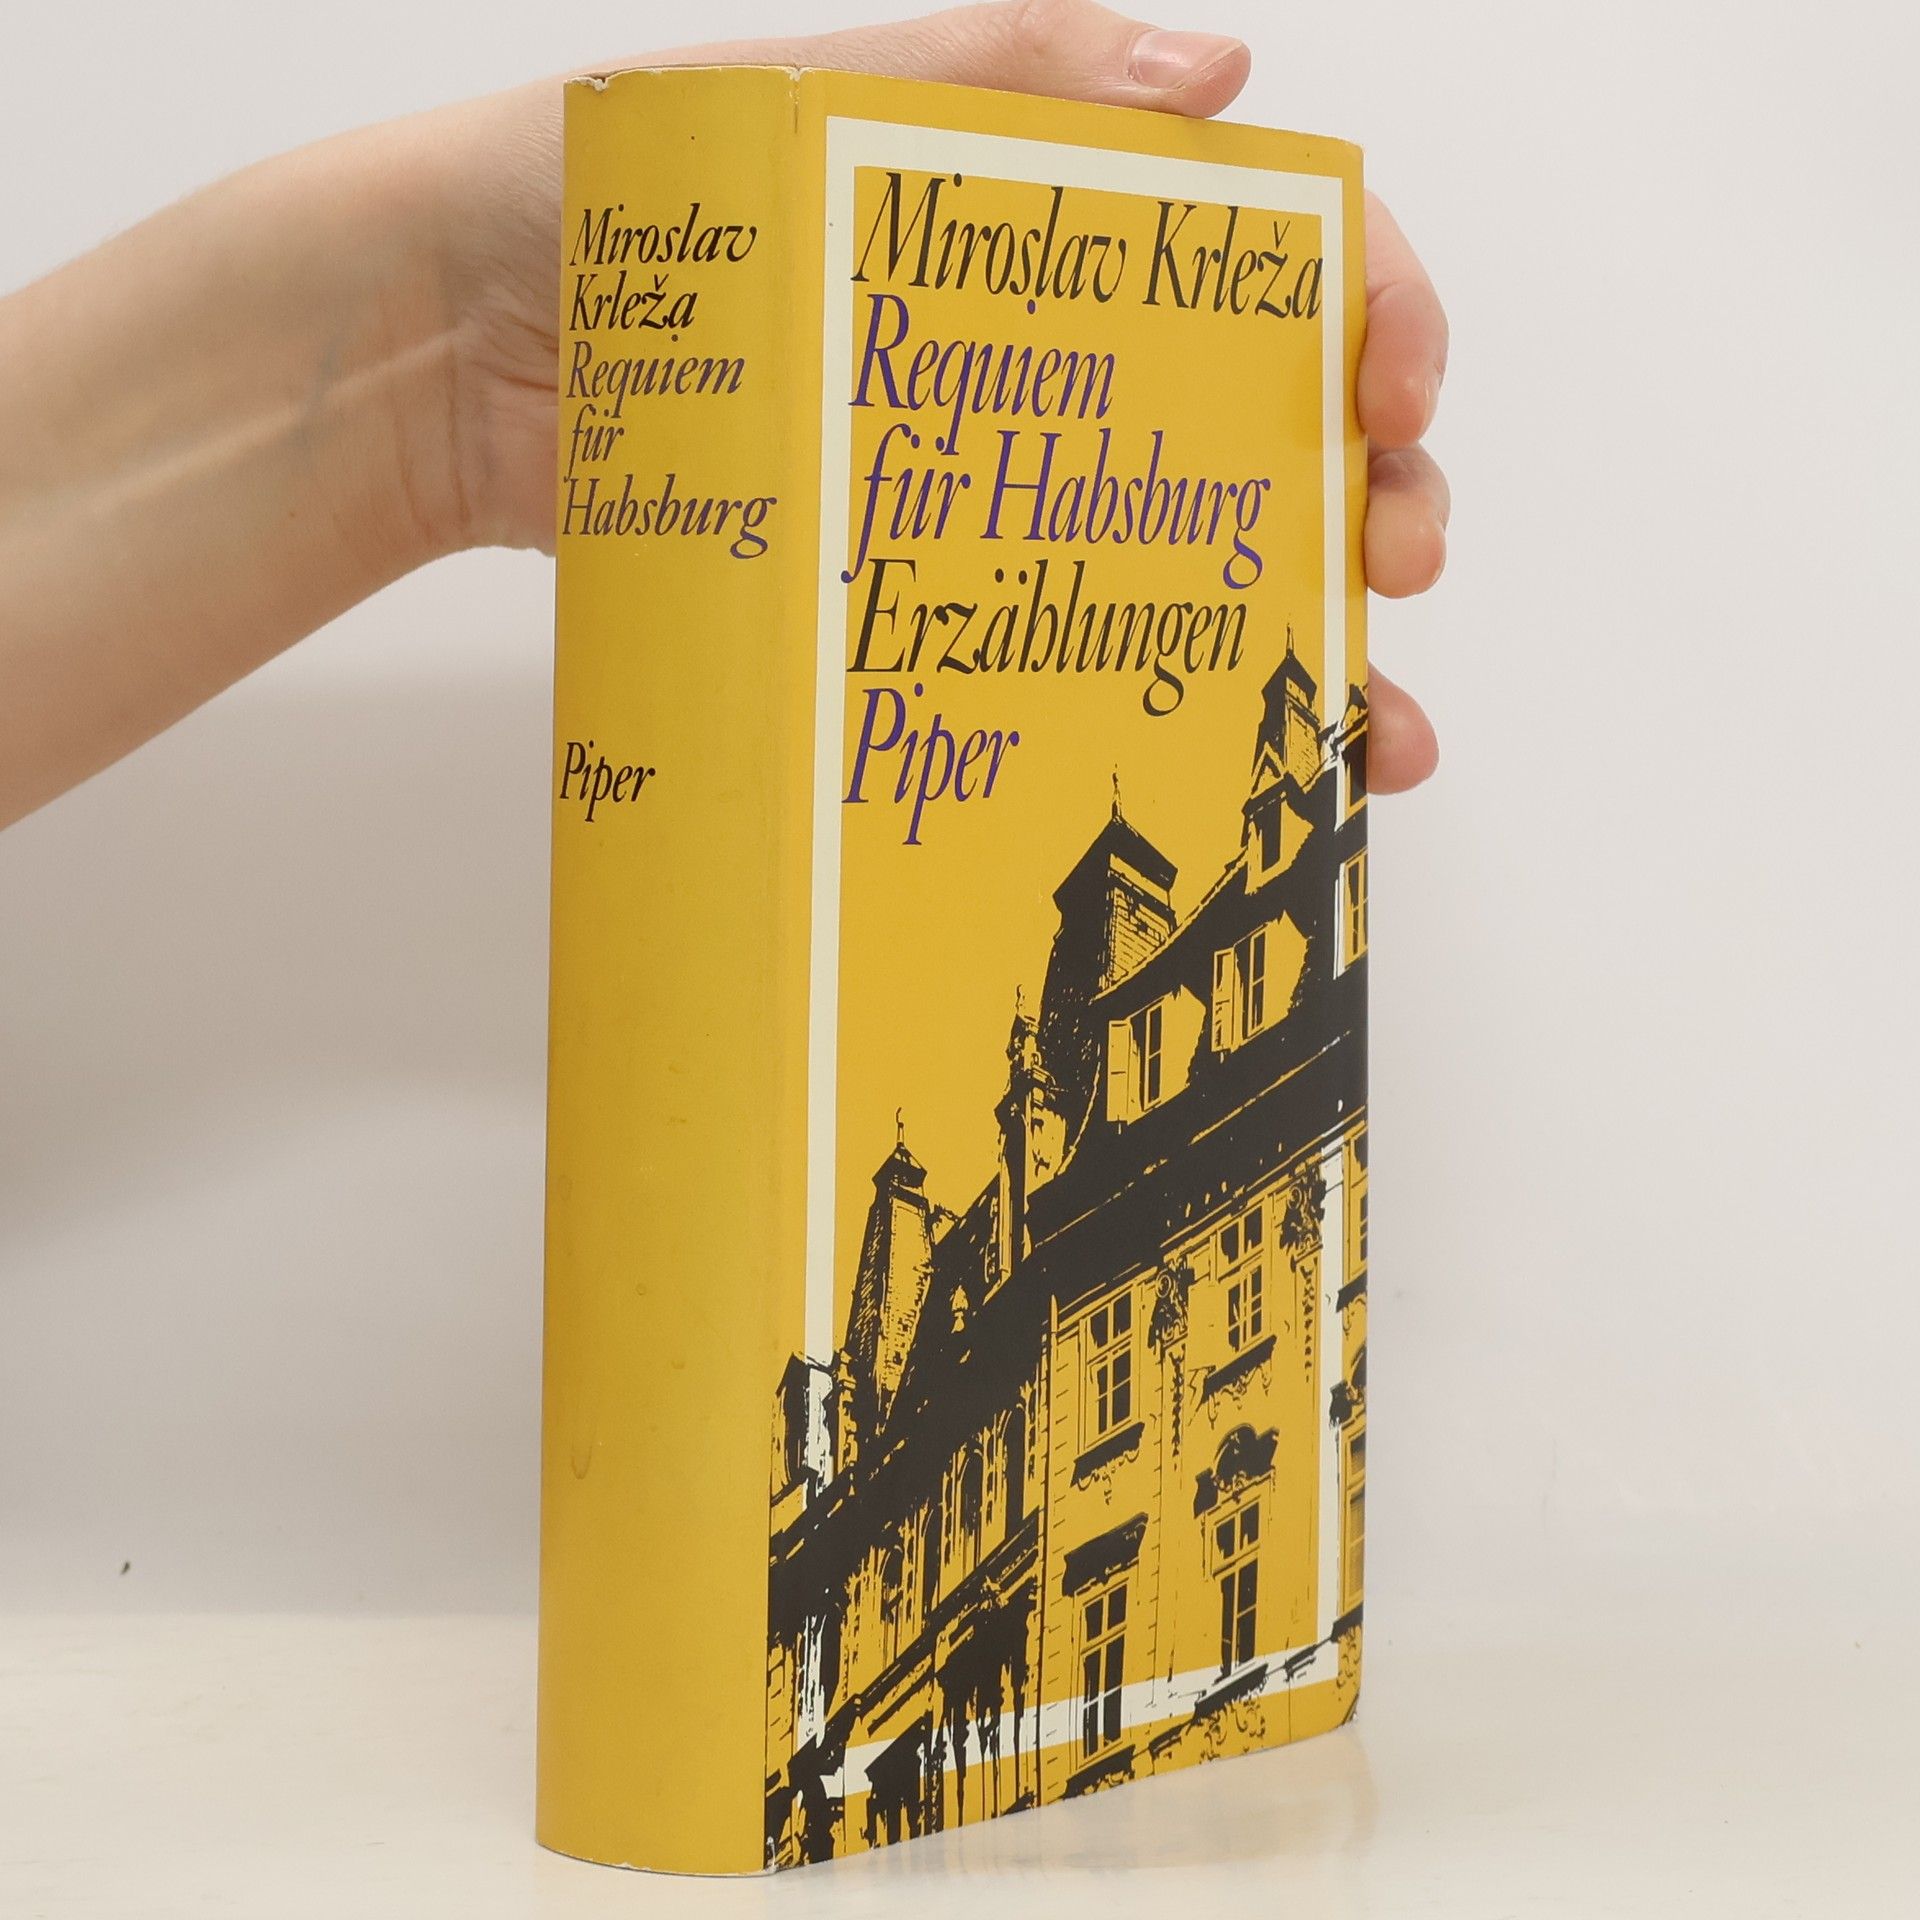 Miroslav
Krleža
Requiem
für
Habsburg
Piper
Miroslav Krleža
Requiem
für Habsburg
Erzählungen
Piper